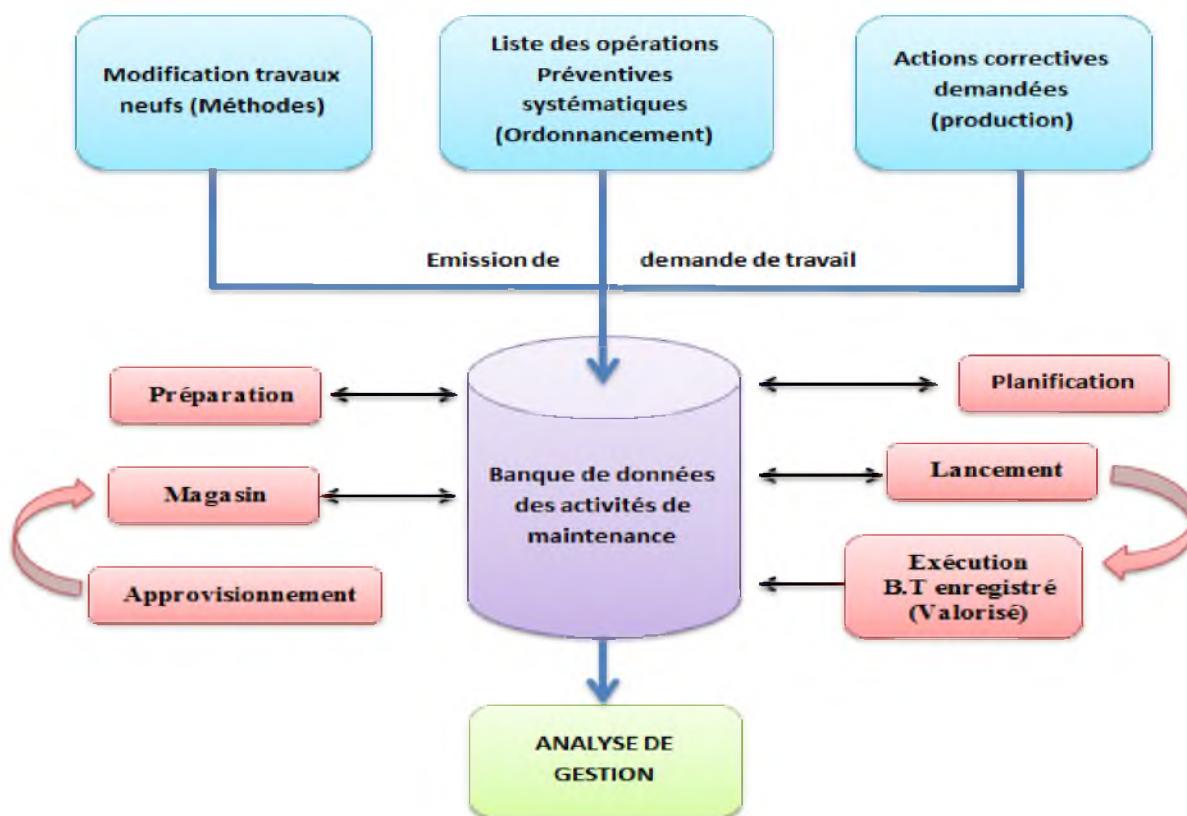 Modification travaux
neufs (Méthodes)
Liste des opérations
Préventives
systématiques
(Ordonnancement)
Actions correctives
demandées
(production)
Emission de demande de travail
Préparation
Planification
Magasin
Banque de données
des activités de
maintenance
Lancement
Approvisionnement
Exécution
B.T enregistré
(Valorisé)
ANALYSE DE
GESTION